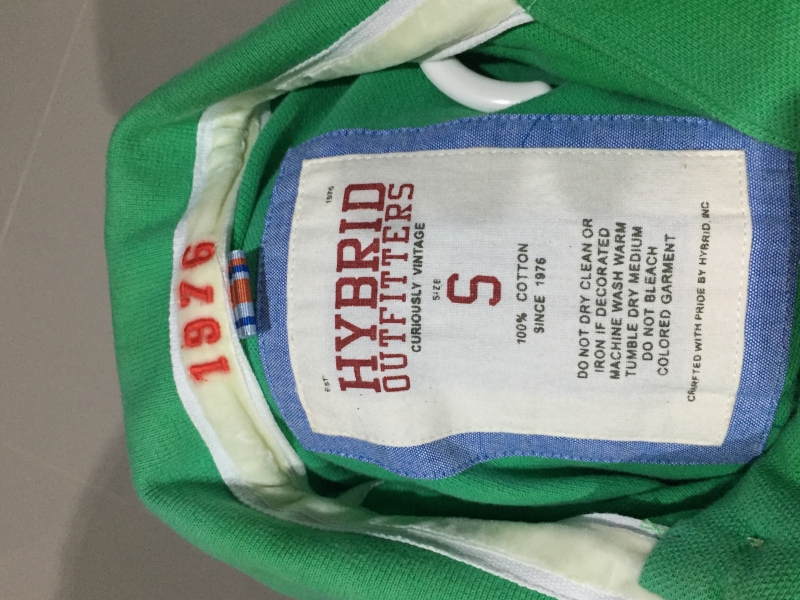 1976
EST 1976
HYBRID
OUTFITTERS
CURIOUSLY VINTAGE
SIZE
S
100% COTTON
SINCE 1976
DO NOT DRY CLEAN OR
IRON IF DECORATED
MACHINE WASH WARM
TUMBLE DRY MEDIUM
DO NOT BLEACH
COLORED GARMENT
CRAFTED WITH PRIDE BY HYBRID, INC